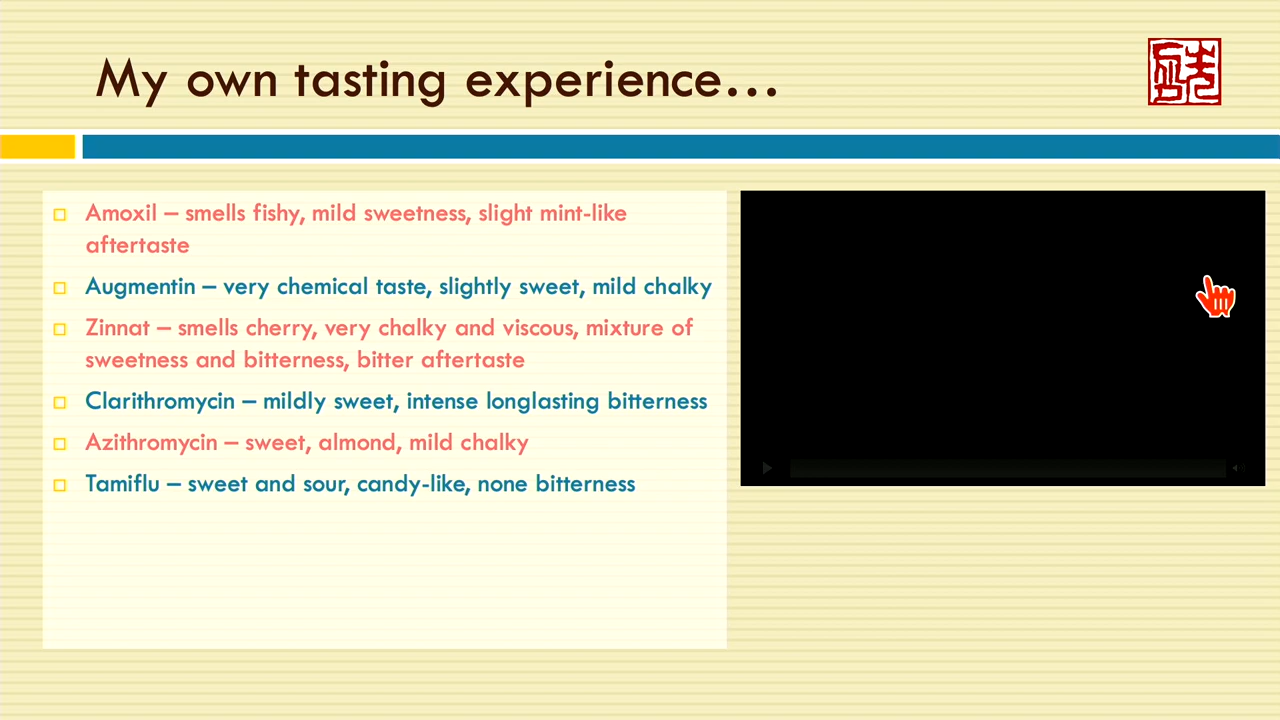 My own tasting experience...
Amoxil – smells fishy, mild sweetness, slight mint-like
aftertaste
Augmentin – very chemical taste, slightly sweet, mild chalky
Zinnat – smells cherry, very chalky and viscous, mixture of
sweetness and bitterness, bitter aftertaste
Clarithromycin – mildly sweet, intense longlasting bitterness
Azithromycin – sweet, almond, mild chalky
Tamiflu – sweet and sour, candy-like, none bitterness